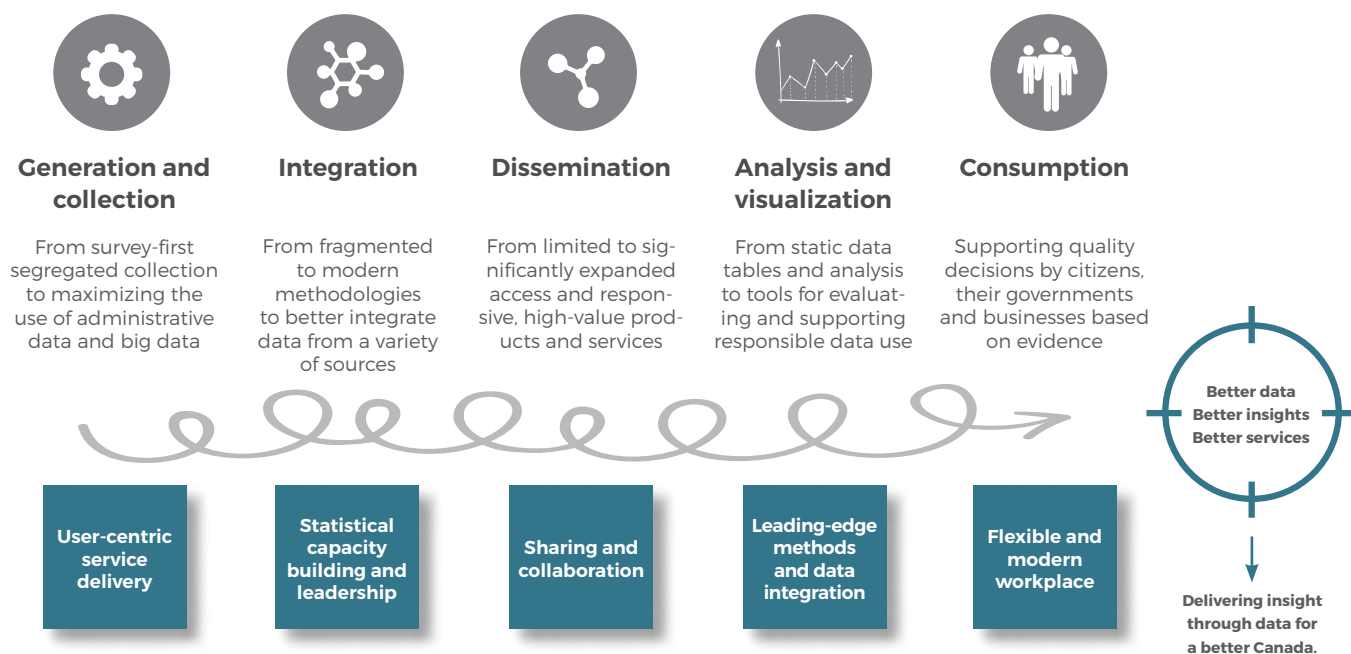 Generation and
collection
From survey-first
segregated collection
to maximizing the
use of administrative
data and big data
Integration
From fragmented
to modern
methodologies
to better integrate
data from a variety
of sources
Dissemination
From limited to sig-
nificantly expanded
access and respon-
sive, high-value prod-
ucts and services
Analysis and
visualization
From static data
tables and analysis
to tools for evaluat-
ing and supporting
responsible data use
Consumption
Supporting quality
decisions by citizens,
their governments
and businesses based
on evidence
Better data
Better insights
Better services
User-centric
service
delivery
Statistical
capacity
building and
leadership
Sharing and
collaboration
Leading-edge
methods
and data
integration
Flexible and
modern
workplace
Delivering insight
through data for
a better Canada.